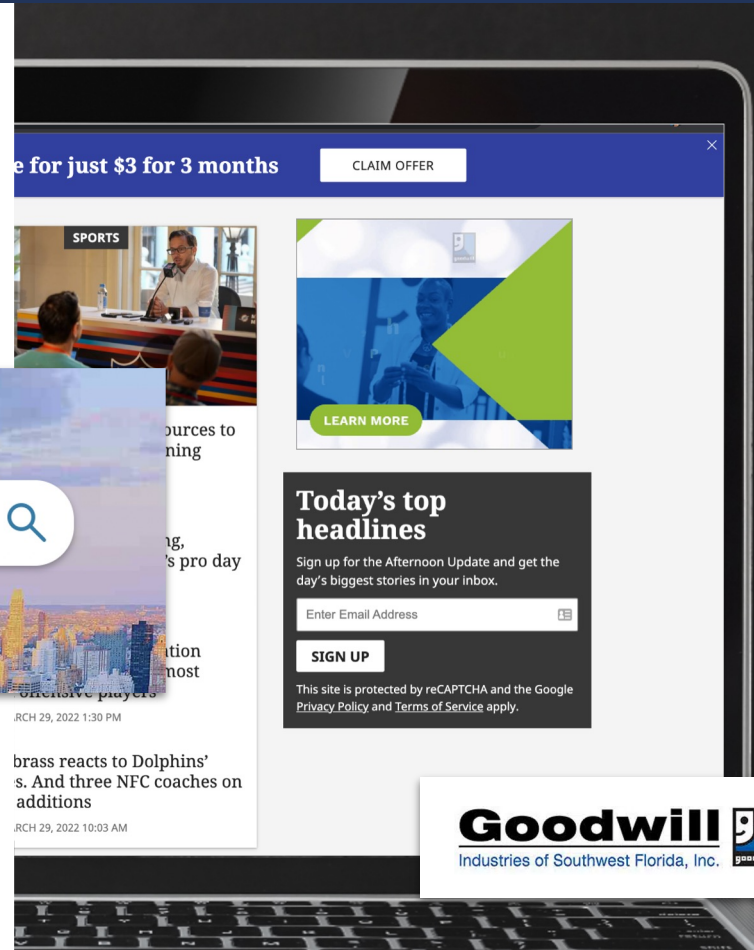 e for just $3 for 3 months
CLAIM OFFER
SPORTS
LEARN MORE
ources to
ning
ng,
's pro day
tion
most
offensive players
RCH 29, 2022 1:30 PM
brass reacts to Dolphins'
s. And three NFC coaches on
additions
RCH 29, 2022 10:03 AM
Today's top
headlines
Sign up for the Afternoon Update and get the
day's biggest stories in your inbox.
Enter Email Address
SIGN UP
This site is protected by reCAPTCHA and the Google
Privacy Policy and Terms of Service apply.
Goodwill
Industries of Southwest Florida, Inc.